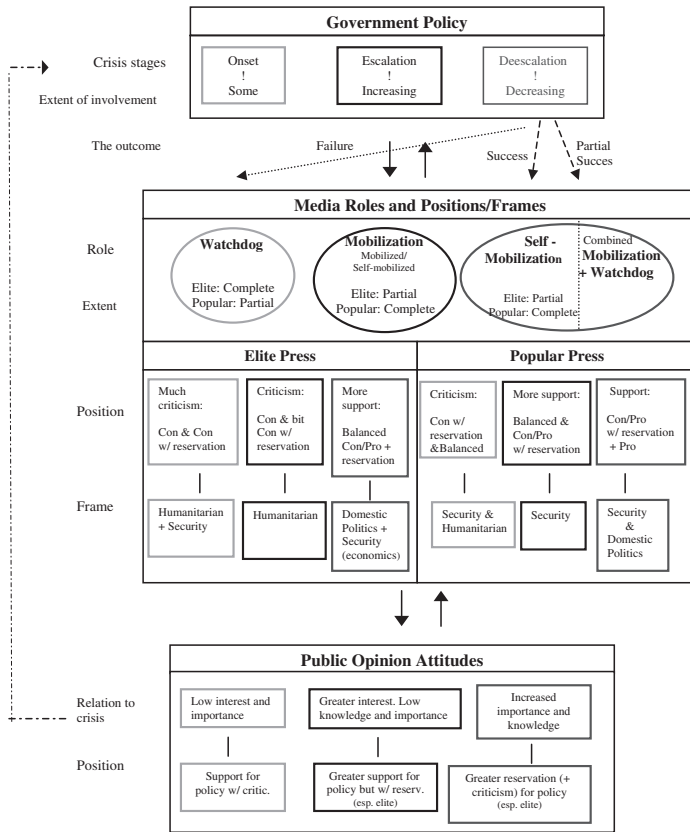 Government Policy
Crisis stages
Onset
!
Some
Escalation
!
Increasing
Deescalation
!
Decreasing
Extent of involvement
The outcome
Failure
Success
Partial
Succes
Media Roles and Positions/Frames
Role
Watchdog
Elite: Complete
Popular: Partial
Mobilization
Mobilized/
Self-mobilized
Elite: Partial
Popular: Complete
Self -
Mobilization
Elite: Partial
Popular: Complete
Combined
Mobilization
+ Watchdog
Extent
Elite Press
Popular Press
Position
Much
criticism:
Con & Con
w/ reservation
Criticism:
Con & bit
Con w/
reservation
More
support:
Balanced
Con/Pro +
reservation
Criticism:
Con w/
reservation
&Balanced
More support:
Balanced &
Con/Pro
w/ reservation
Support:
Con/Pro
w/ reservation
+ Pro
Frame
Humanitarian
+ Security
Humanitarian
Domestic
Politics +
Security
(economics)
Security &
Humanitarian
Security
Security
&
Domestic
Politics
Public Opinion Attitudes
Relation to
crisis
Low interest and
importance
Greater interest. Low
knowledge and importance
Increased
importance and
knowledge
Position
Support for
policy w/ critic.
Greater support for
policy but w/ reserv.
(esp. elite)
Greater reservation (+
criticism) for policy
(esp. elite)